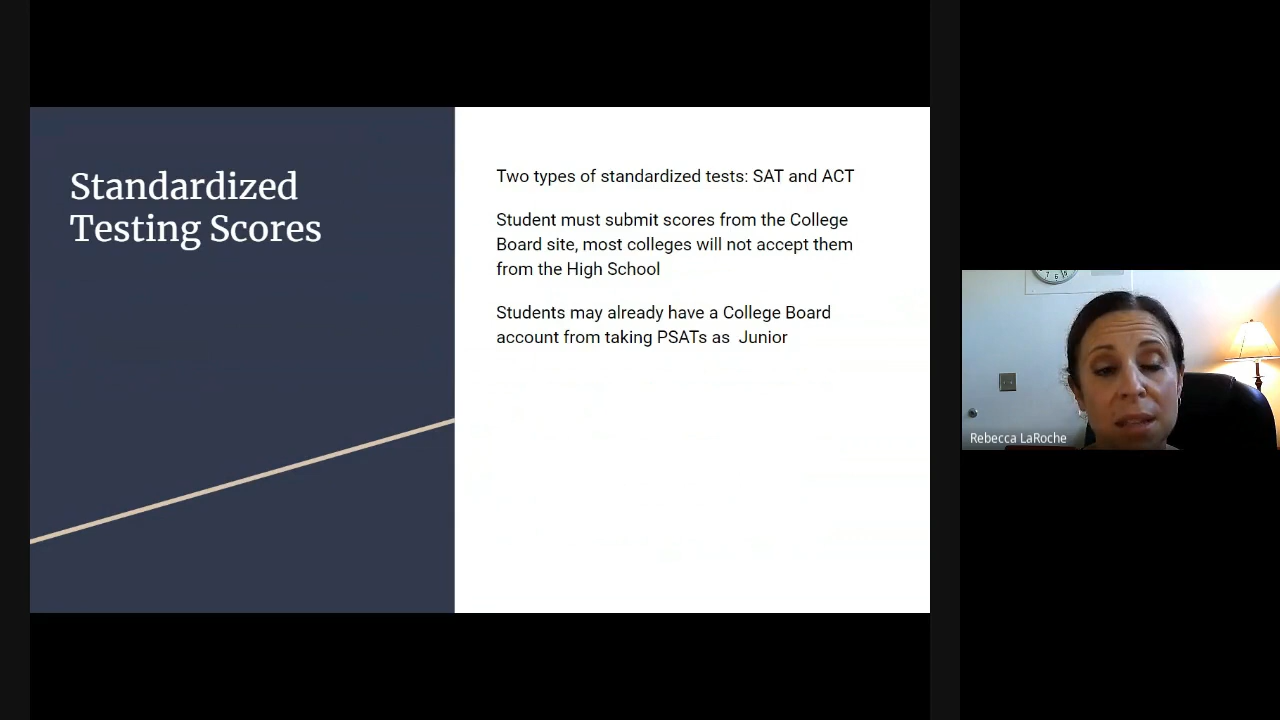 Standardized
Testing Scores
Two types of standardized tests: SAT and ACT
Student must submit scores from the College
Board site, most colleges will not accept them
from the High School
Students may already have a College Board
account from taking PSATs as  Junior
Rebecca LaRoche